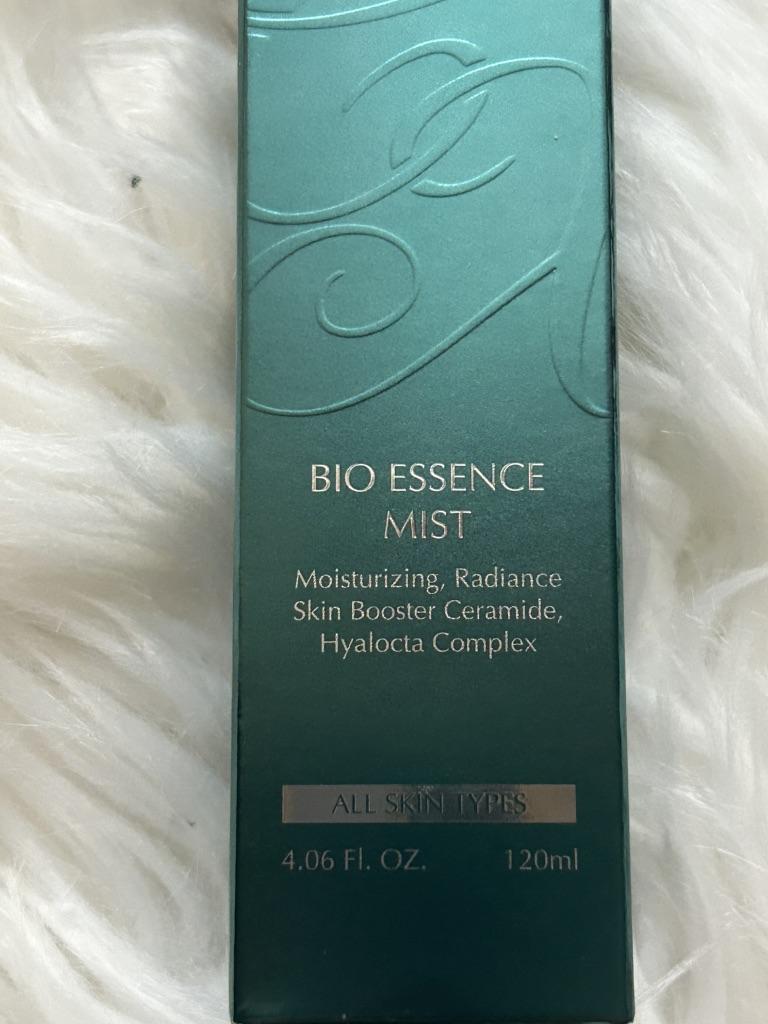 BIO ESSENCE
MIST
Moisturizing, Radiance
Skin Booster Ceramide,
Hyalocta Complex
ALL SKIN TYPES
4.06 Fl. OZ. 120ml